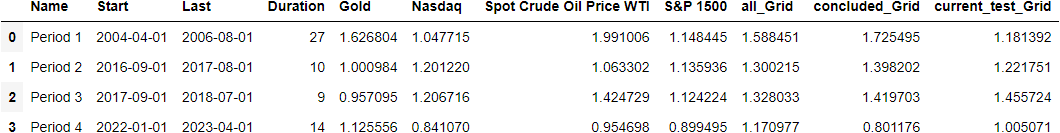 Name Start Last Duration Gold Nasdaq Spot Crude Oil Price WTI S&P 1500 all_Grid concluded_Grid current_test_Grid
0 Period 1 2004-04-01 2006-08-01 27 1.626804 1.047715 1.991006 1.148445 1.588451 1.725495 1.181392
1 Period 2 2016-09-01 2017-08-01 10 1.000984 1.201220 1.063302 1.135936 1.300215 1.398202 1.221751
2 Period 3 2017-09-01 2018-07-01 9 0.957095 1.206716 1.424729 1.124224 1.328033 1.419703 1.455724
3 Period 4 2022-01-01 2023-04-01 14 1.125556 0.841070 0.954698 0.899495 1.170977 0.801176 1.005071